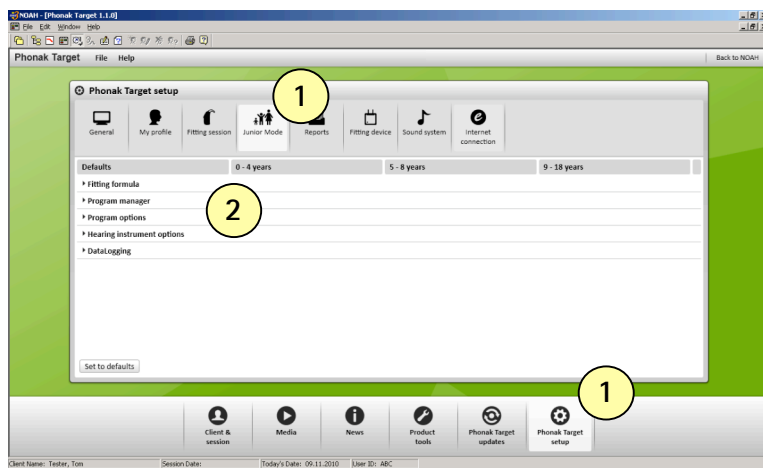 NOAH - [Phonak Target 1.1.0]
File Edit Window Help
Phonak Target File Help Back to NOAH
Phonak Target setup
1
General My profile Fitting session Junior Mode Reports Fitting device Sound system Internet connection
Defaults 0 - 4 years 5 - 8 years 9 - 18 years
Fitting formula
Program manager
2
Program options
Hearing instrument options
DataLogging
Set to defaults
1
Client & session Media News Product tools Phonak Target updates Phonak Target setup
Client Name: Tester, Tom Session Date: Today's Date: 09.11.2010 User ID: ABC